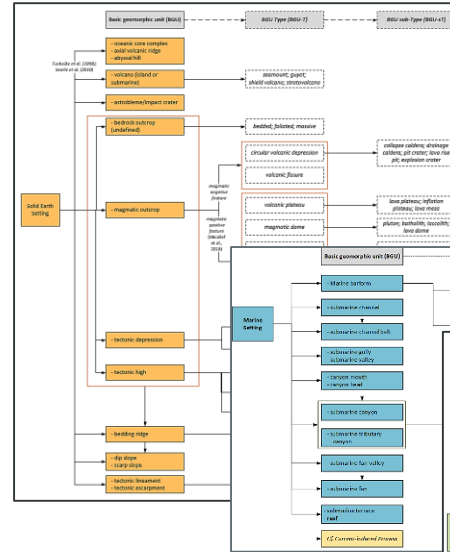 Basic geomorphic unit (BGU)
BGU Type (BGU-T)
BGU sub-Type (BGU-sT)
- oceanic core complex
- axial volcanic ridge
- abyssal hill
- volcano (island or
submarine)
seamount; guyot;
shield volcano; stratovolcano
- astrobleme/impact crater
- bedrock outcrop
(undefined)
bedded; foliated; massive
circular volcanic depression
collapse caldera; drainage
caldera; pit crater; lava rise
pit; explosion crater
volcanic fissure
magmatic
negative
feature
Solid Earth
Setting
- magmatic outcrop
magmatic
positive
feature
volcanic plateau
lava plateau; inflation
plateau; lava mesa
magmatic dome
pluton; batholith; laccolith;
lava dome
- tectonic depression
- tectonic high
- bedding ridge
- dip slope
- scarp slope
- tectonic lineament
- tectonic escarpment
Basic geomorphic unit (BGU)
Marine
Setting
- Marine barform
- submarine channel
- submarine channel belt
- submarine gully
submarine valley
- canyon mouth
- canyon head
- submarine canyon
- submarine tributary
canyon
submarine fan valley
- submarine fan
- submarine terrace
reef
Cf. Current-induced Process